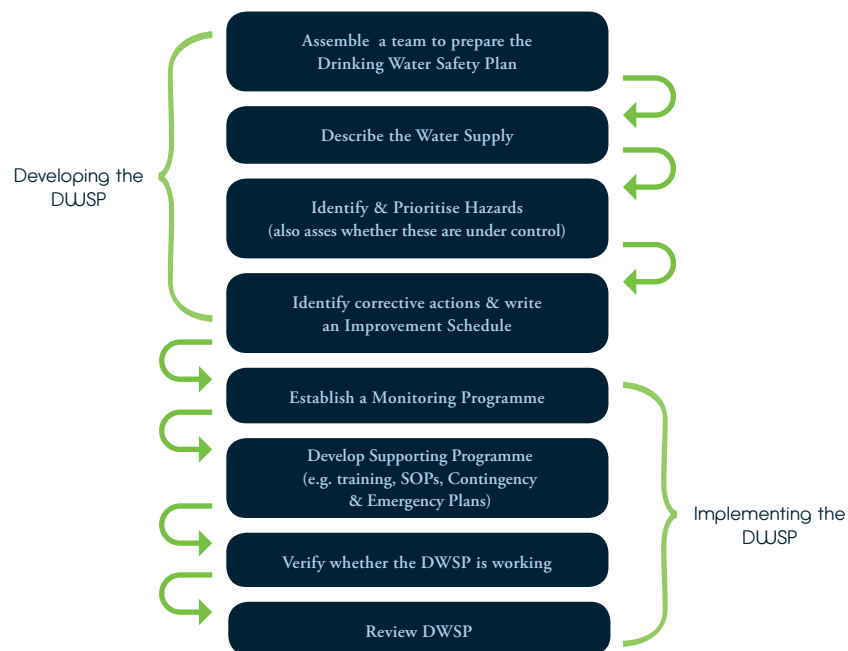 Assemble a team to prepare the
Drinking Water Safety Plan
Describe the Water Supply
Developing the
DWSP
Identify & Prioritise Hazards
(also asses whether these are under control)
Identify corrective actions & write
an Improvement Schedule
Establish a Monitoring Programme
Develop Supporting Programme
(e.g. training, SOPs, Contingency
& Emergency Plans)
Implementing the
DWSP
Verify whether the DWSP is working
Review DWSP